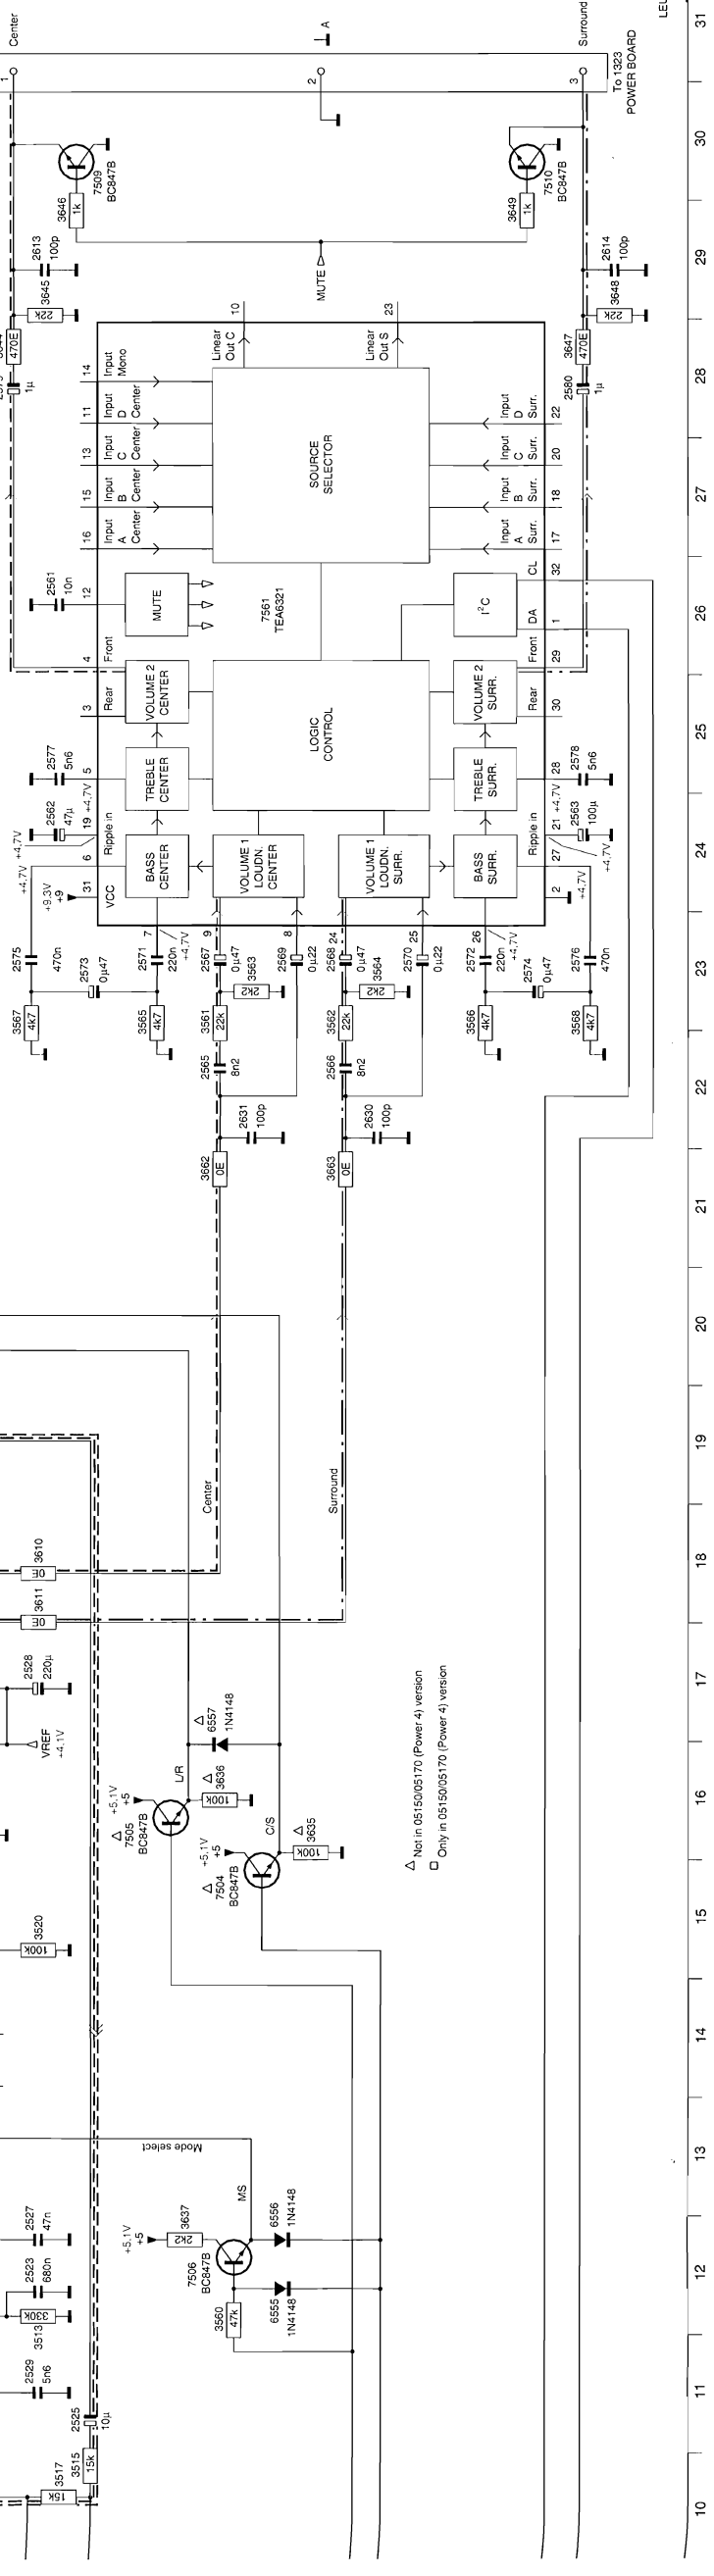 Center
A
Surround
1
2
3
To 1323
POWER BOARD
7509
BC847B
7510
BC847B
3646
1k
3649
1k
2613
100p
MUTE
2614
100p
3645
22k
3648
22k
470E
1µ
3647
470E
2580
1µ
10
Linear
Out C
23
Linear
Out S
14
Input
Mono
11
Input
D
Center
13
Input
C
Center
15
Input
B
Center
16
Input
A
Center
SOURCE
SELECTOR
Input
D
Surr.
22
Input
C
Surr.
20
Input
B
Surr.
18
Input
A
Surr.
17
CL
32
2561
10n
12
MUTE
7561
TEA6321
I²C
DA
1
4
Front
3
Rear
VOLUME 2
CENTER
LOGIC
CONTROL
VOLUME 2
SURR.
Front
29
Rear
30
2577
5n6
5
TREBLE
CENTER
TREBLE
SURR.
28
2578
5n6
2562
47µ
19
+4,7V
+4,7V
Ripple in
6
+4,7V
BASS
CENTER
VOLUME 1
LOUDN.
CENTER
VOLUME 1
LOUDN.
SURR.
BASS
SURR.
Ripple in
21
+4,7V
2563
100µ
27
+4,7V
+4,7V
2
31
VCC
+9,3V
+9
7
+4,7V
9
8
24
25
26
+4,7V
2575
470n
2573
0µ47
2571
220n
2567
0µ47
3563
2k2
2569
0µ22
2568
0µ47
3564
2k2
2570
0µ22
2572
220n
2574
0µ47
2576
470n
3567
4k7
3565
4k7
3561
22k
3562
22k
3566
4k7
3568
4k7
2565
8n2
2566
8n2
2631
100p
2630
100p
3662
0E
3663
0E
Center
Surround
3610
0E
3611
0E
2528
220µ
VREF
+4,1V
6557
1N4148
L/R
3636
100k
+5,1V
+5
7505
BC847B
C/S
3635
100k
+5,1V
+5
7504
BC847B
Not in 05150/05170 (Power 4) version
Only in 05150/05170 (Power 4) version
3520
100k
Mode select
MS
6556
1N4148
+5,1V
+5
3637
2k2
7506
BC847B
6555
1N4148
3560
47k
2527
47n
2523
680n
3513
330k
2529
5n6
2525
10µ
3515
15k
3517
15k
31
30
29
28
27
26
25
24
23
22
21
20
19
18
17
16
15
14
13
12
11
10